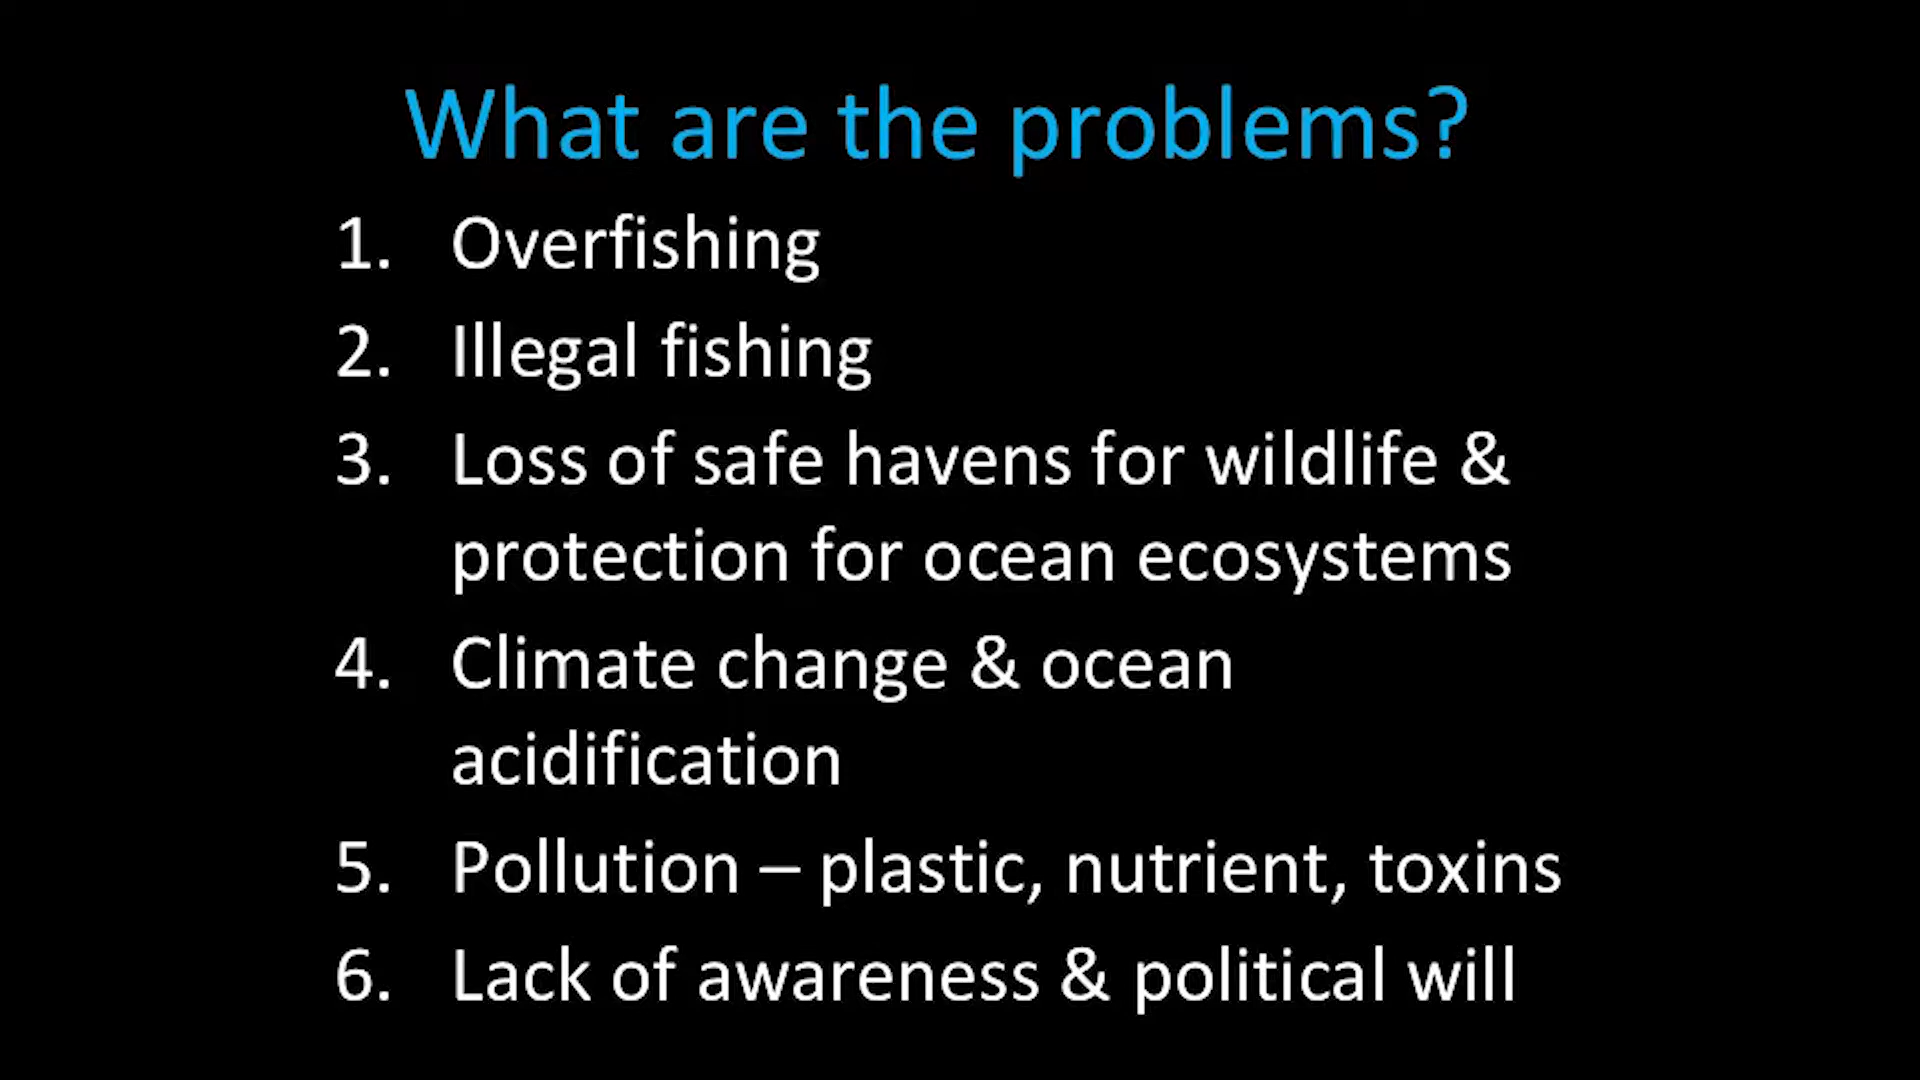 What are the problems?
1. Overfishing
2. Illegal fishing
3. Loss of safe havens for wildlife &
protection for ocean ecosystems
4. Climate change & ocean
acidification
5. Pollution – plastic, nutrient, toxins
6. Lack of awareness & political will